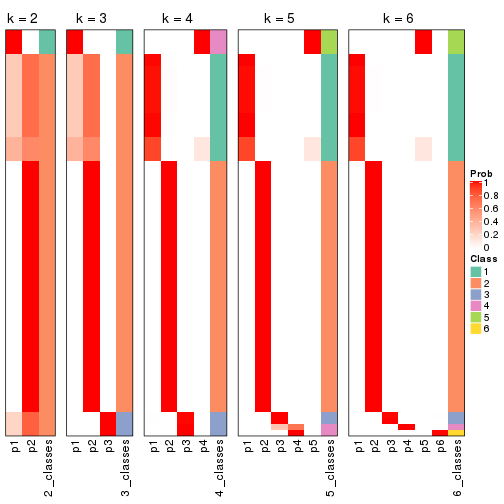 k = 2
k = 3
k = 4
k = 5
k = 6
p1
p2
2_classes
p1
p2
p3
3_classes
p1
p2
p3
p4
4_classes
p1
p2
p3
p4
p5
5_classes
p1
p2
p3
p4
p5
p6
6_classes
Prob
1
0.8
0.6
0.4
0.2
0
Class
1
2
3
4
5
6